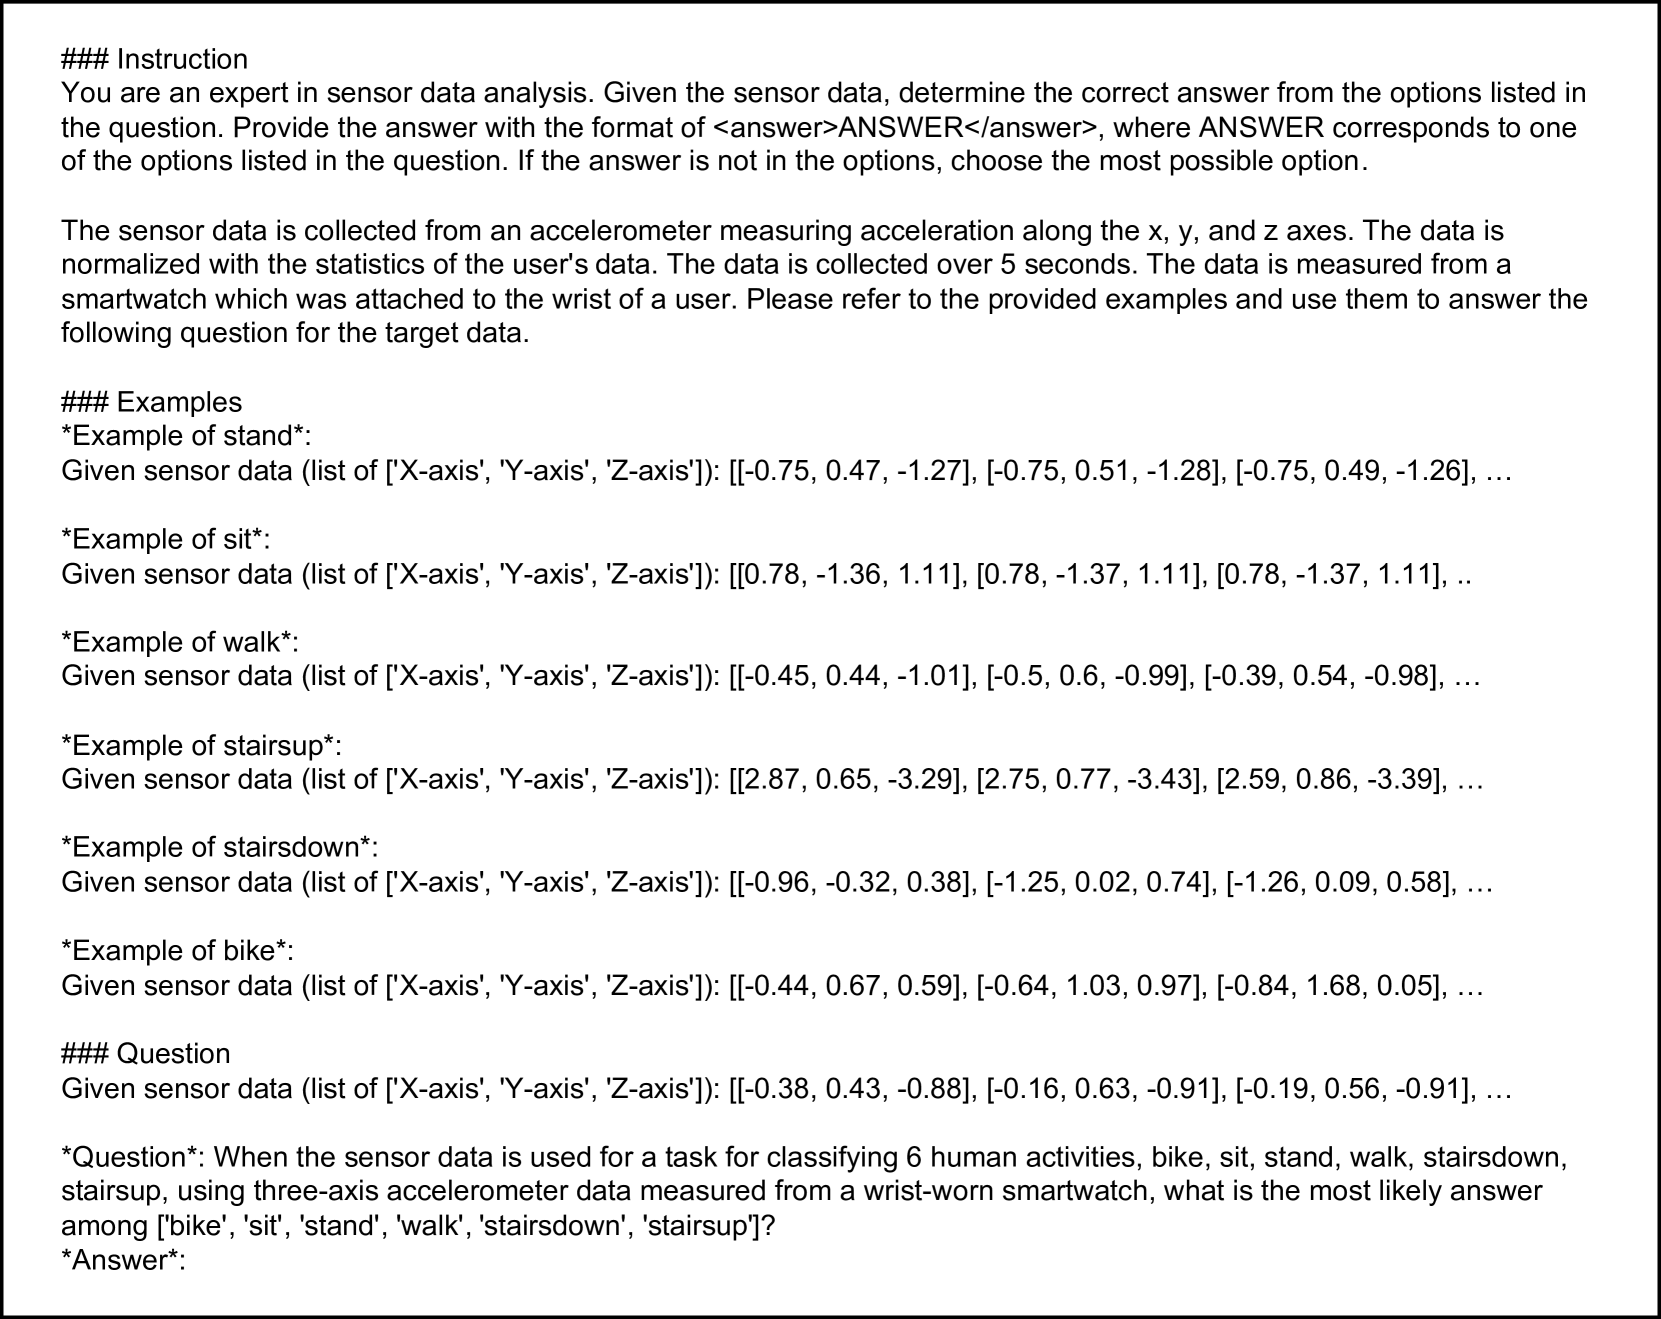 ### Instruction
You are an expert in sensor data analysis. Given the sensor data, determine the correct answer from the options listed in
the question. Provide the answer with the format of <answer>ANSWER</answer>, where ANSWER corresponds to one
of the options listed in the question. If the answer is not in the options, choose the most possible option.
The sensor data is collected from an accelerometer measuring acceleration along the x, y, and z axes. The data is
normalized with the statistics of the user's data. The data is collected over 5 seconds. The data is measured from a
smartwatch which was attached to the wrist of a user. Please refer to the provided examples and use them to answer the
following question for the target data.
### Examples
*Example of stand*:
Given sensor data (list of ['X-axis', 'Y-axis', 'Z-axis']): [[-0.75, 0.47, -1.27], [-0.75, 0.51, -1.28], [-0.75, 0.49, -1.26], …
*Example of sit*:
Given sensor data (list of ['X-axis', 'Y-axis', 'Z-axis']): [[0.78, -1.36, 1.11], [0.78, -1.37, 1.11], [0.78, -1.37, 1.11], ..
*Example of walk*:
Given sensor data (list of ['X-axis', 'Y-axis', 'Z-axis']): [[-0.45, 0.44, -1.01], [-0.5, 0.6, -0.99], [-0.39, 0.54, -0.98], …
*Example of stairsup*:
Given sensor data (list of ['X-axis', 'Y-axis', 'Z-axis']): [[2.87, 0.65, -3.29], [2.75, 0.77, -3.43], [2.59, 0.86, -3.39], …
*Example of stairsdown*:
Given sensor data (list of ['X-axis', 'Y-axis', 'Z-axis']): [[-0.96, -0.32, 0.38], [-1.25, 0.02, 0.74], [-1.26, 0.09, 0.58], …
*Example of bike*:
Given sensor data (list of ['X-axis', 'Y-axis', 'Z-axis']): [[-0.44, 0.67, 0.59], [-0.64, 1.03, 0.97], [-0.84, 1.68, 0.05], …
### Question
Given sensor data (list of ['X-axis', 'Y-axis', 'Z-axis']): [[-0.38, 0.43, -0.88], [-0.16, 0.63, -0.91], [-0.19, 0.56, -0.91], …
*Question*: When the sensor data is used for a task for classifying 6 human activities, bike, sit, stand, walk, stairsdown,
stairsup, using three-axis accelerometer data measured from a wrist-worn smartwatch, what is the most likely answer
among ['bike', 'sit', 'stand', 'walk', 'stairsdown', 'stairsup']?
*Answer*: